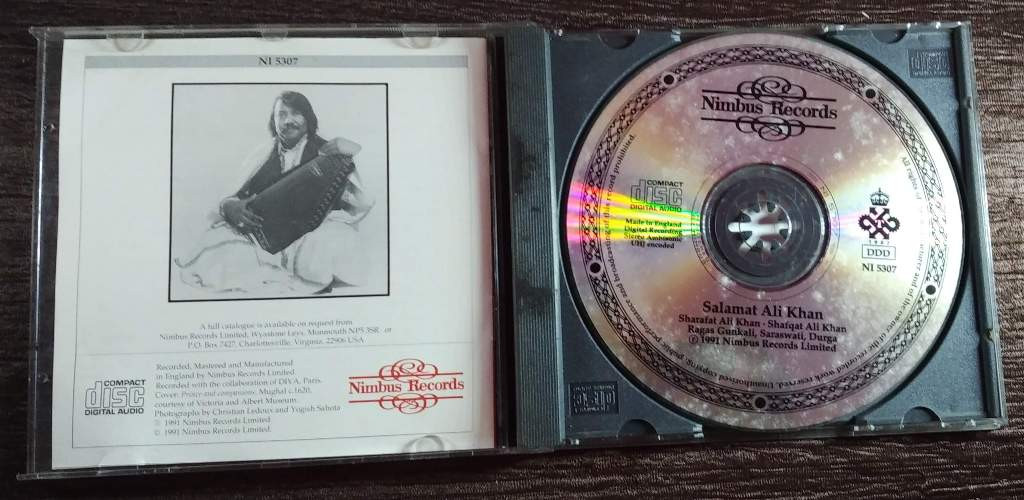 NI 5307
A full catalogue is available on request from
Nimbus Records Limited, Wyastone Leys, Monmouth NP5 3SR or
P.O. Box 7427, Charlottesville, Virginia, 22906 USA
COMPACT
disc
DIGITAL AUDIO
Recorded, Mastered and Manufactured
in England by Nimbus Records Limited
Recorded with the collaboration of DIVA, Paris.
Cover: Prince and companions: Mughal c.1620,
courtesy of Victoria and Albert Museum.
Photographs by Christian Ledoux and Yogish Sahota
Ⓟ 1991 Nimbus Records Limited
© 1991 Nimbus Records Limited.
Nimbus Records
Nimbus Records
COMPACT
disc
DIGITAL AUDIO
Made in England
Digital Recording
Stereo Ambisonic
UHJ encoded
1987
DDD
NI 5307
Salamat Ali Khan
Sharafat Ali Khan · Shafqat Ali Khan
Ragas Gunkali, Saraswati, Durga
Ⓟ 1991 Nimbus Records Limited
All rights of the owner of the recorded work reserved. Unauthorised copying, public performance and broadcasting of this record prohibited.
disc
disc